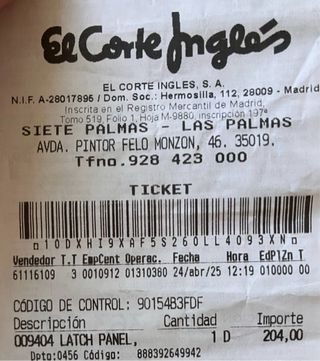 El Corte Inglés
EL CORTE INGLES, S. A.
N.I.F. A-28017895 / Dom. Soc.: Hermosilla, 112, 28009 - Madrid
Inscrita en el Registro Mercantil de Madrid,
Tomo 519, Folio 1, Hoja M-9880, inscripción 197ª
SIETE PALMAS - LAS PALMAS
AVDA. PINTOR FELO MONZON, 46. 35019.
Tfno.928 423 000
TICKET
10DXHI9XAF5S260LL4093XN
Vendedor T.T EmpCent Operac. Fecha Hora EdPlZn T
61116109 3 0010912 01310360 24/abr/25 12:19 010000 00
CÓDIGO DE CONTROL: 90154B3FDF
Descripción Cantidad Importe
009404 LATCH PANEL, 1 D 204,00
Dpto:0456 Código: 888392649942